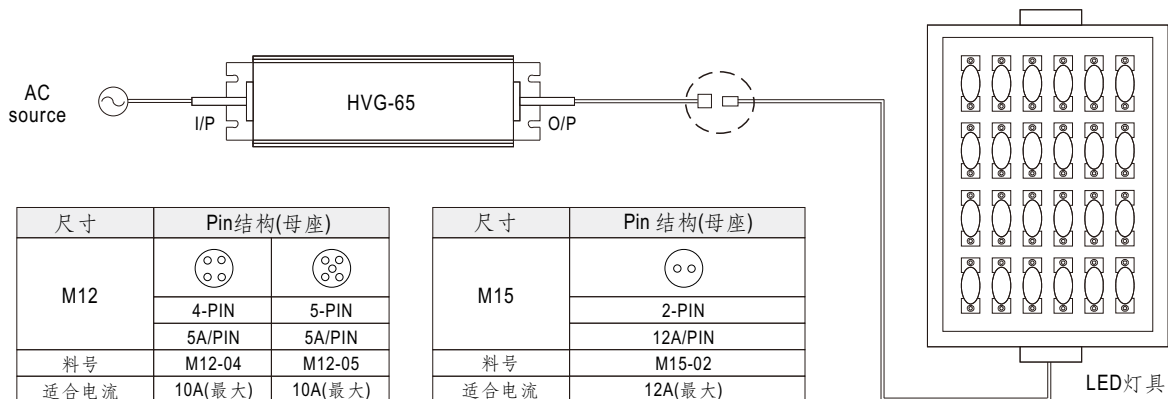 AC
source
I/P
HVG-65
O/P
尺寸 Pin结构(母座)
M12
4-PIN 5-PIN
5A/PIN 5A/PIN
料号 M12-04 M12-05
适合电流 10A(最大) 10A(最大)
尺寸 Pin 结构(母座)
M15
2-PIN
12A/PIN
料号 M15-02
适合电流 12A(最大)
LED灯具